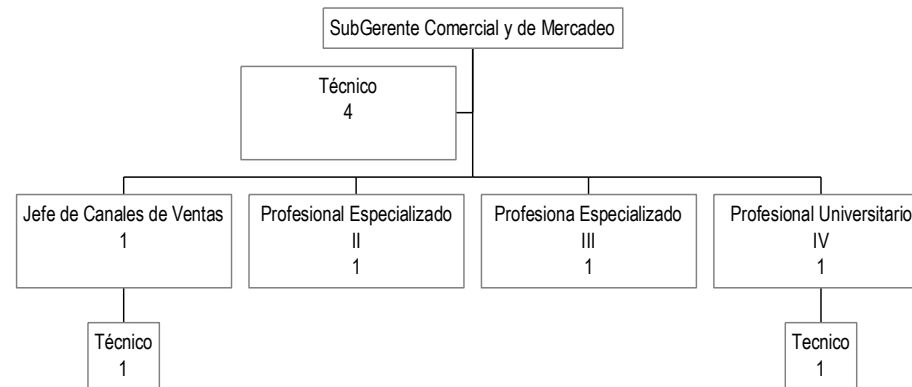 SubGerente Comercial y de Mercadeo
Técnico
4
Jefe de Canales de Ventas
1
Profesional Especializado
II
1
Profesiona Especializado
III
1
Profesional Universitario
IV
1
Técnico
1
Tecnico
1